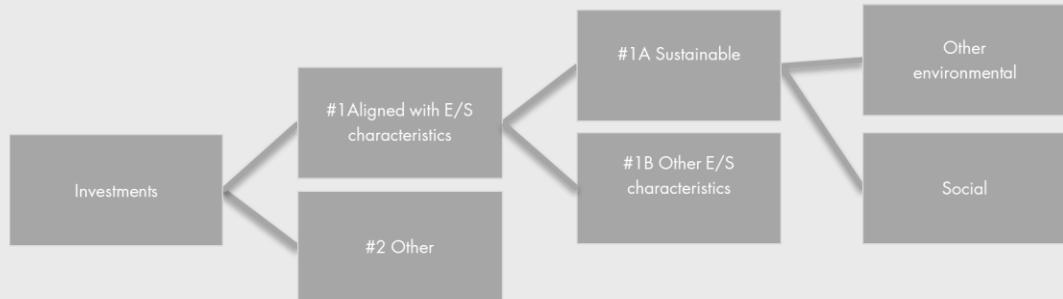 Investments
#1Aligned with E/S
characteristics
#2 Other
#1A Sustainable
#1B Other E/S
characteristics
Other
environmental
Social